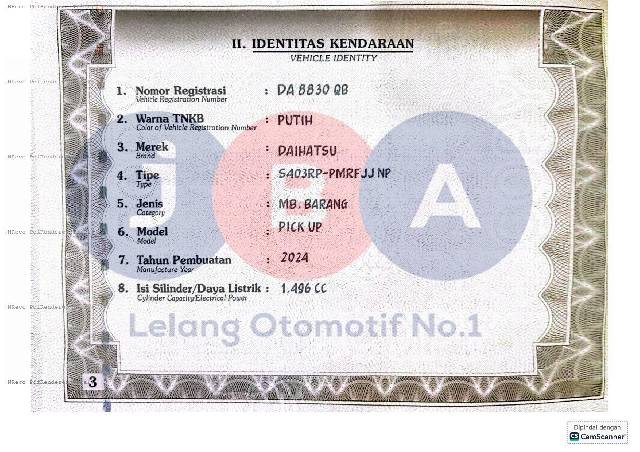 II. IDENTITAS KENDARAAN
VEHICLE IDENTITY
1. Nomor Registrasi : DA 8830 QB
Vehicle Registration Number
2. Warna TNKB : PUTIH
Color of Vehicle Registration Number
3. Merek : DAIHATSU
Brand
4. Tipe : S403RP-PMRFJJ NP
Type
5. Jenis : MB. BARANG
Category
6. Model : PICK UP
Model
7. Tahun Pembuatan : 2024
Manufacture Year
8. Isi Silinder/Daya Listrik : 1.496 CC
Cylinder Capacity/Electrical Power
JBA
Lelang Otomotif No.1
3
Dipindai dengan
CS CamScanner